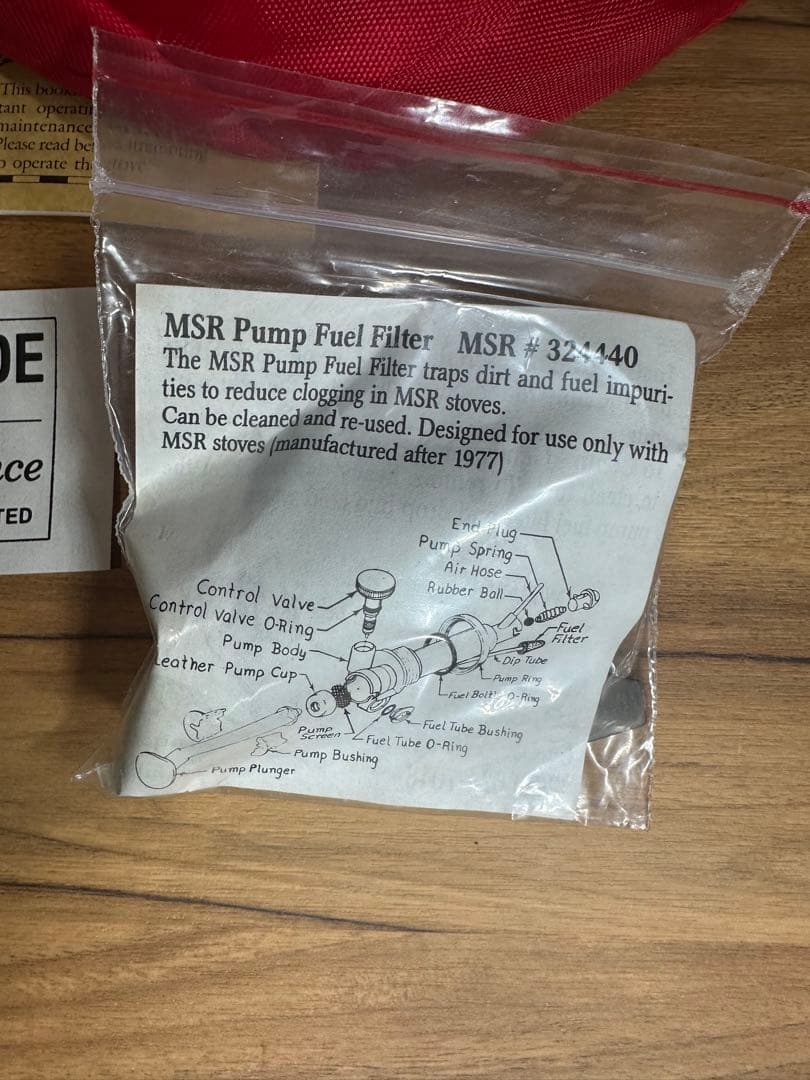 This book
tant operati
maintenance
Please read be
o operate th
OE
ce
TED
MSR Pump Fuel Filter MSR # 324440
The MSR Pump Fuel Filter traps dirt and fuel impuri-
ties to reduce clogging in MSR stoves.
Can be cleaned and re-used. Designed for use only with
MSR stoves (manufactured after 1977)
End Plug
Pump Spring
Air Hose
Rubber Ball
Control Valve
Control Valve O-Ring
Pump Body
Leather Pump Cup
Fuel
Filter
Dip Tube
Pump Ring
Fuel Bottle O-Ring
Pump
Screen
Fuel Tube Bushing
Fuel Tube O-Ring
Pump Bushing
Pump Plunger